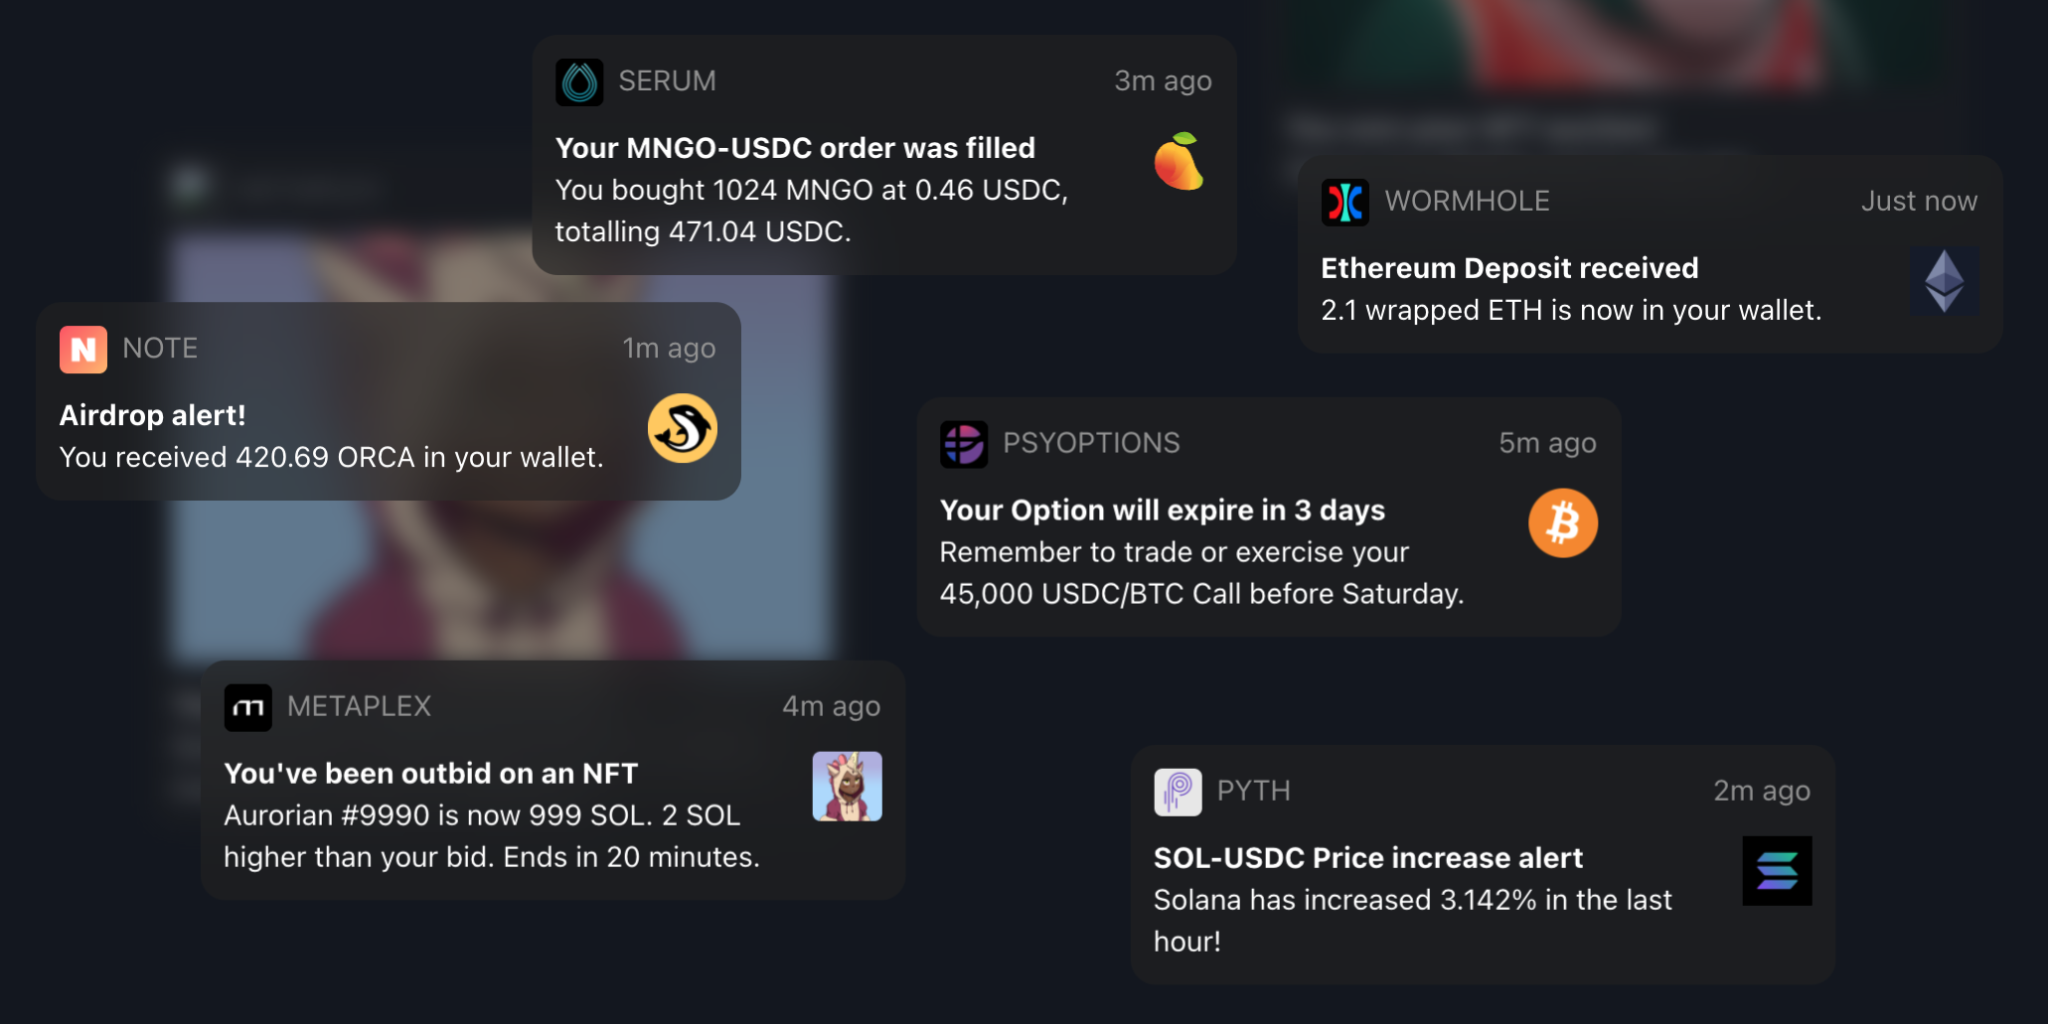 SERUM
3m ago
Your MNGO-USDC order was filled
You bought 1024 MNGO at 0.46 USDC,
totalling 471.04 USDC.
WORMHOLE
Just now
Ethereum Deposit received
2.1 wrapped ETH is now in your wallet.
N NOTE
1m ago
Airdrop alert!
You received 420.69 ORCA in your wallet.
PSYOPTIONS
5m ago
Your Option will expire in 3 days
Remember to trade or exercise your
45,000 USDC/BTC Call before Saturday.
METAPLEX
4m ago
You've been outbid on an NFT
Aurorian #9990 is now 999 SOL. 2 SOL
higher than your bid. Ends in 20 minutes.
PYTH
2m ago
SOL-USDC Price increase alert
Solana has increased 3.142% in the last
hour!